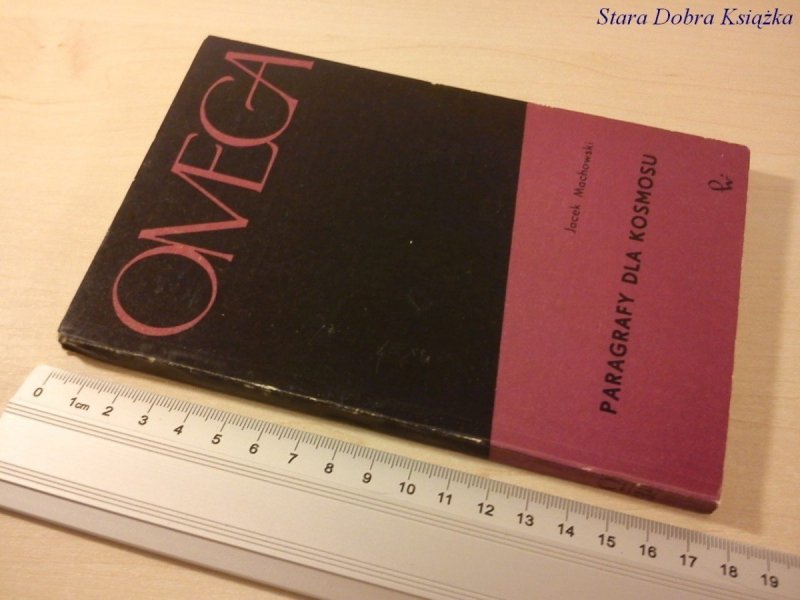 Stara Dobra Książka
OMEGA
Jacek Machowski
PARAGRAFY DLA KOSMOSU
0 1cm 2 3 4 5 6 7 8 9 10 11 12 13 14 15 16 17 18 19